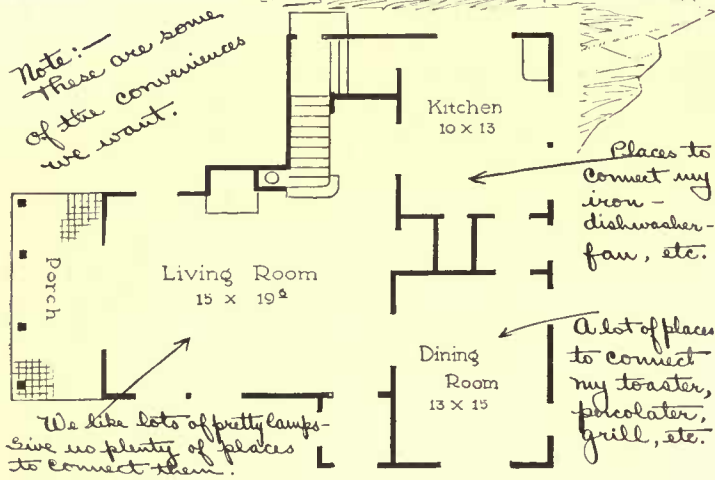 Note:—
These are some
of the conveniences
we want.
Kitchen
10 x 13
Places to
connect my
iron -
dishwasher -
fan, etc.
Porch
Living Room
15 x 19⁶
Dining
Room
13 x 15
A lot of places
to connect
my toaster,
percolater,
grill, etc.
We like lots of pretty lamps -
Give us plenty of places
to connect them.